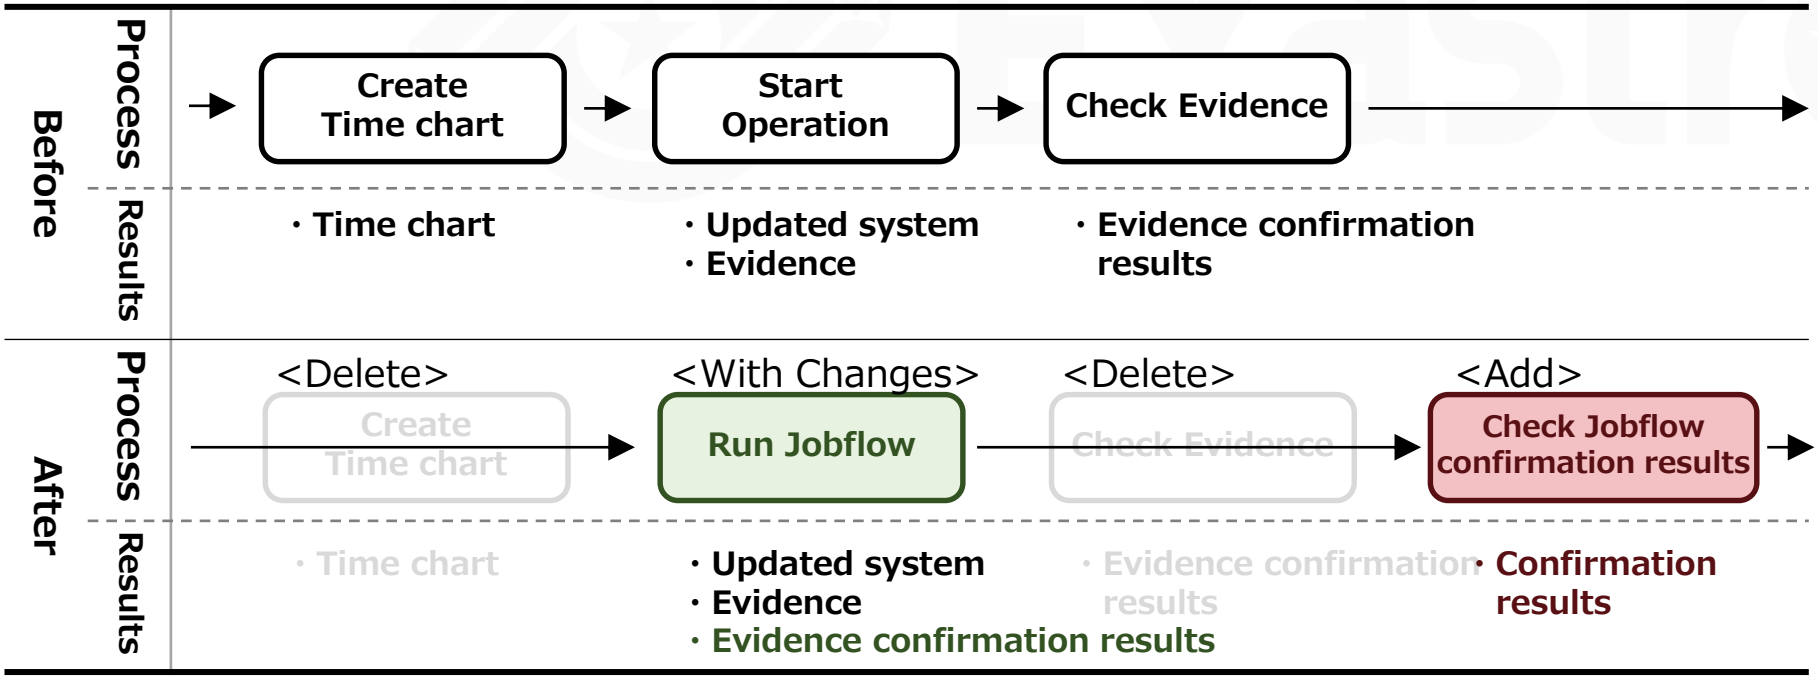 Before
Process
Create
Time chart
Start
Operation
Check Evidence
Results
・Time chart
・Updated system
・Evidence
・Evidence confirmation
results
After
Process
<Delete>
Create
Time chart
<With Changes>
Run Jobflow
<Delete>
Check Evidence
<Add>
Check Jobflow
confirmation results
Results
・Time chart
・Updated system
・Evidence
・Evidence confirmation results
・Evidence confirmation
results
・Confirmation
results